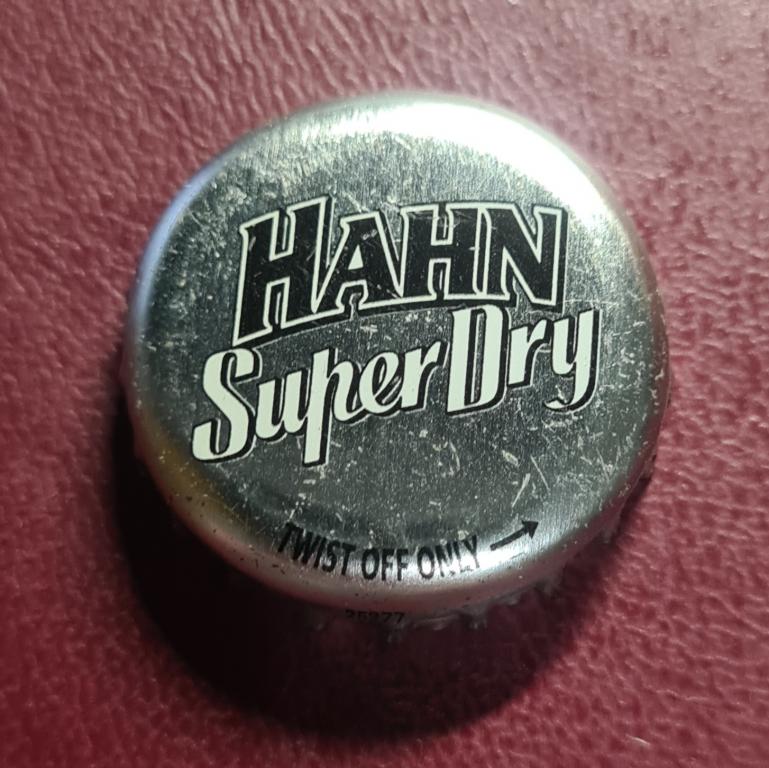 HAHN
Super Dry
TWIST OFF ONLY →